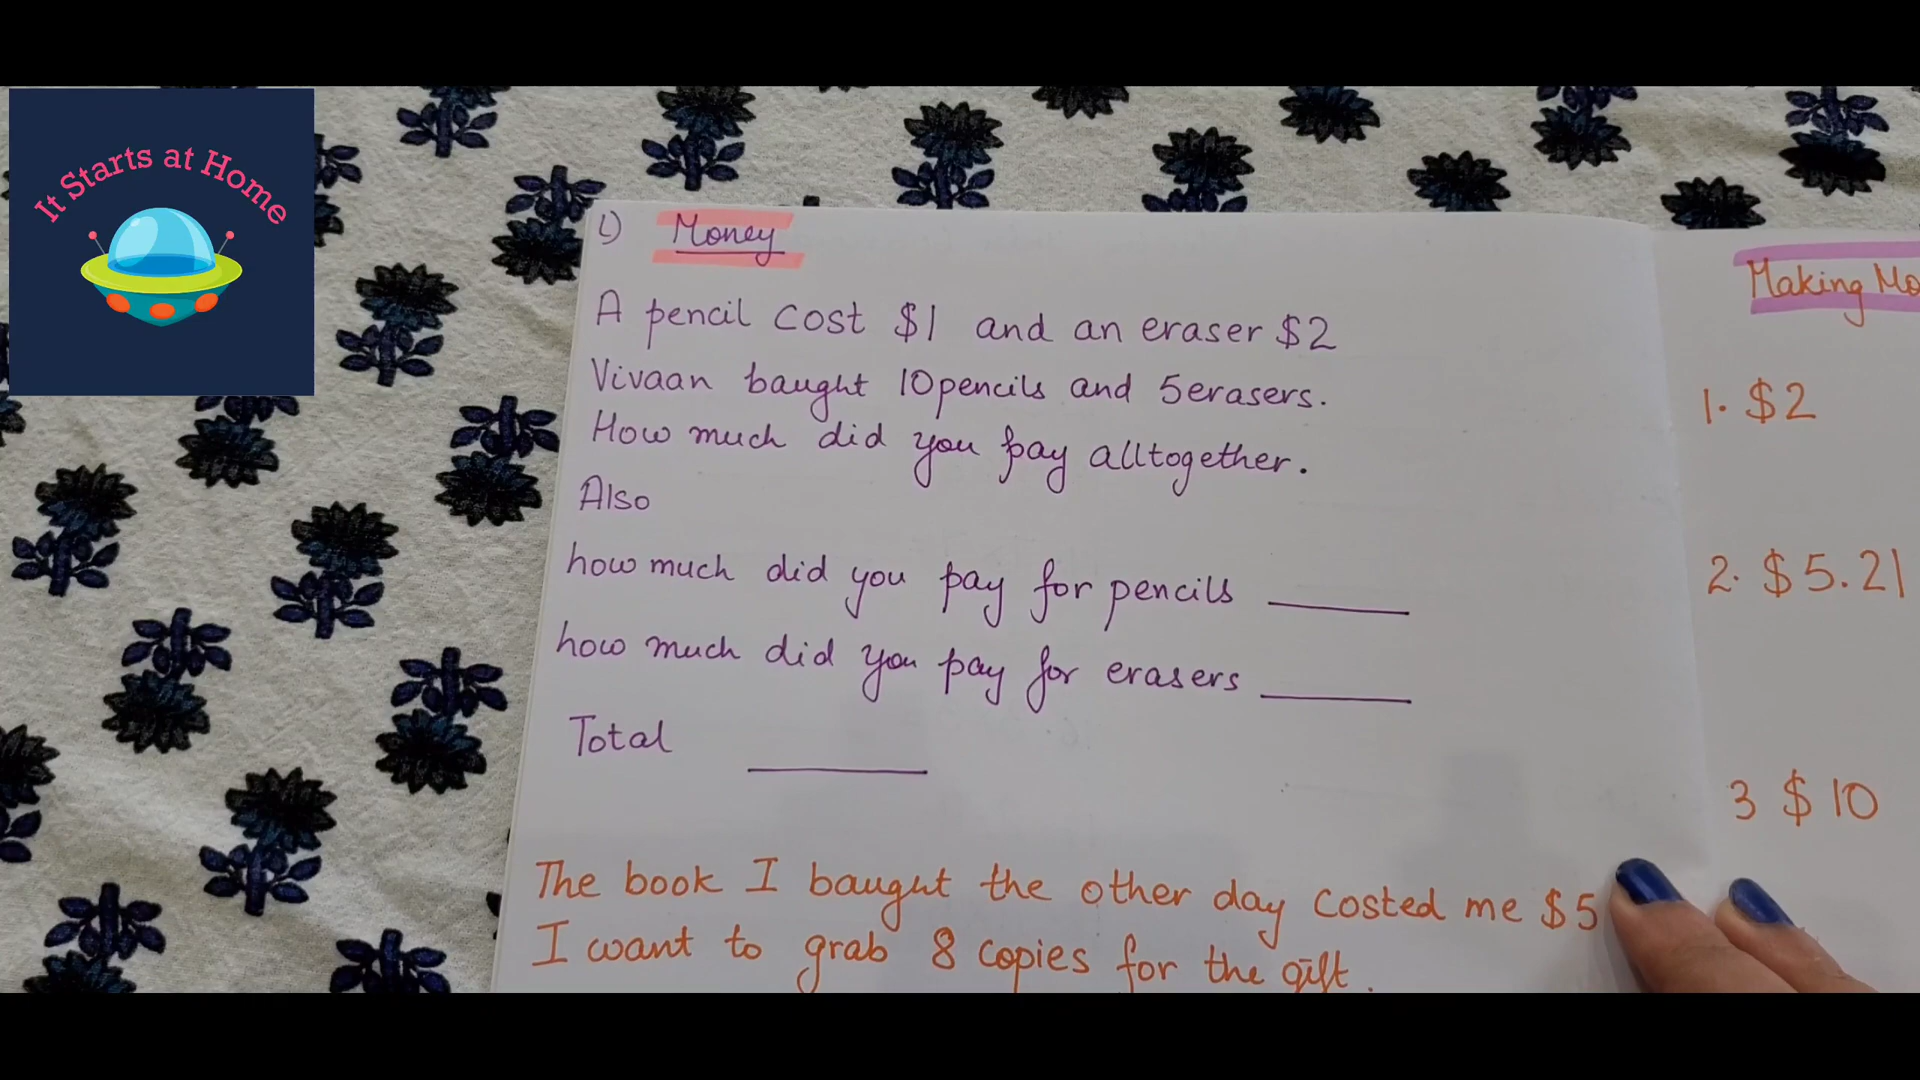 It Starts at Home
1) Money
A pencil cost $1 and an eraser $2
Vivaan baught 10pencils and 5erasers.
How much did you pay alltogether.
Also
how much did you pay for pencils
how much did you pay for erasers
Total
The book I baught the other day costed me $5
I want to grab 8 copies for the gift.
Making Mo
1. $2
2. $5.21
3 $10